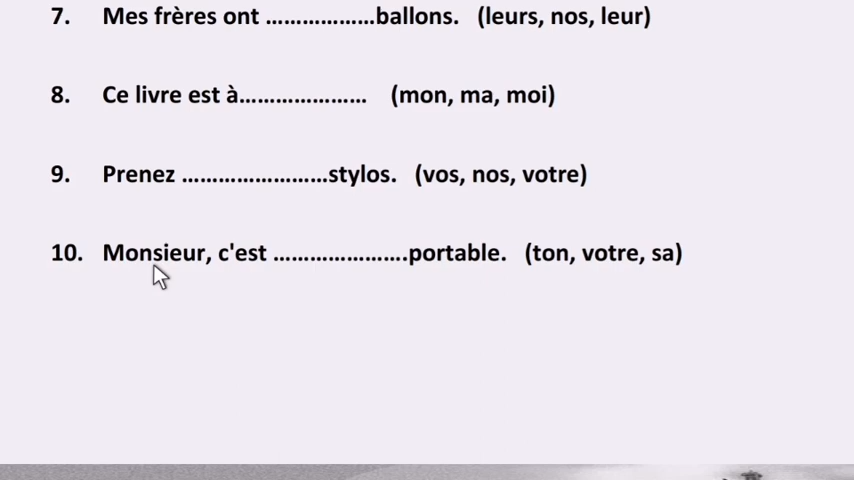 7. Mes frères ont ………………ballons. (leurs, nos, leur)
8. Ce livre est à………………… (mon, ma, moi)
9. Prenez ……………………stylos. (vos, nos, votre)
10. Monsieur, c'est ………………….portable. (ton, votre, sa)